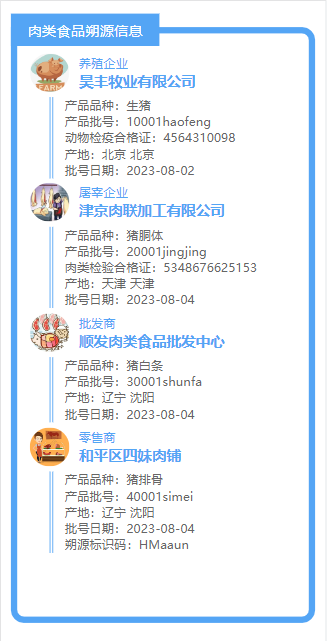 肉类食品朔源信息
养殖企业
昊丰牧业有限公司
FARM
产品品种：生猪
产品批号：10001haofeng
动物检疫合格证：4564310098
产地：北京 北京
批号日期：2023-08-02
屠宰企业
津京肉联加工有限公司
产品品种：猪胴体
产品批号：20001jingjing
肉类检验合格证：5348676625153
产地：天津 天津
批号日期：2023-08-04
批发商
顺发肉类食品批发中心
产品品种：猪白条
产品批号：30001shunfa
产地：辽宁 沈阳
批号日期：2023-08-04
零售商
和平区四妹肉铺
产品品种：猪排骨
产品批号：40001simei
产地：辽宁 沈阳
批号日期：2023-08-04
朔源标识码：HMaaun